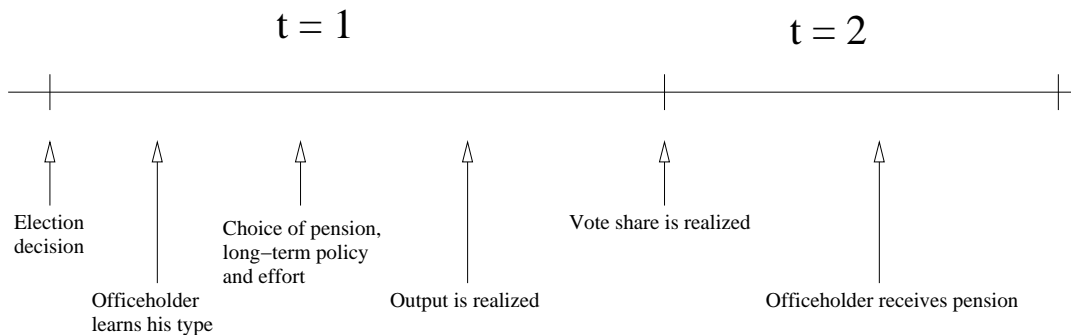 t = 1
t = 2
Election
decision
Officeholder
learns his type
Choice of pension,
long−term policy
and effort
Output is realized
Vote share is realized
Officeholder receives pension